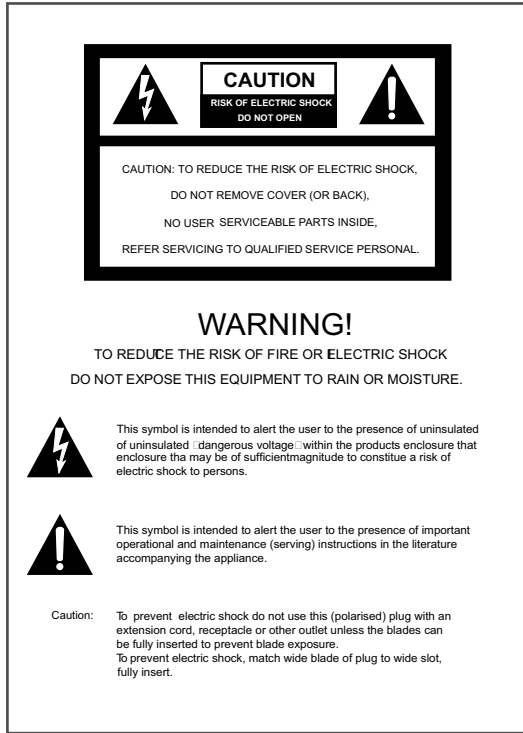 CAUTION
RISK OF ELECTRIC SHOCK
DO NOT OPEN
CAUTION: TO REDUCE THE RISK OF ELECTRIC SHOCK,
DO NOT REMOVE COVER (OR BACK),
NO USER SERVICEABLE PARTS INSIDE,
REFER SERVICING TO QUALIFIED SERVICE PERSONAL.
WARNING!
TO REDUCE THE RISK OF FIRE OR ELECTRIC SHOCK
DO NOT EXPOSE THIS EQUIPMENT TO RAIN OR MOISTURE.
This symbol is intended to alert the user to the presence of uninsulated
of uninsulated □dangerous voltage□within the products enclosure that
enclosure tha may be of sufficientmagnitude to constitue a risk of
electric shock to persons.
This symbol is intended to alert the user to the presence of important
operational and maintenance (serving) instructions in the literature
accompanying the appliance.
Caution: To prevent electric shock do not use this (polarised) plug with an
extension cord, receptacle or other outlet unless the blades can
be fully inserted to prevent blade exposure.
To prevent electric shock, match wide blade of plug to wide slot,
fully insert.